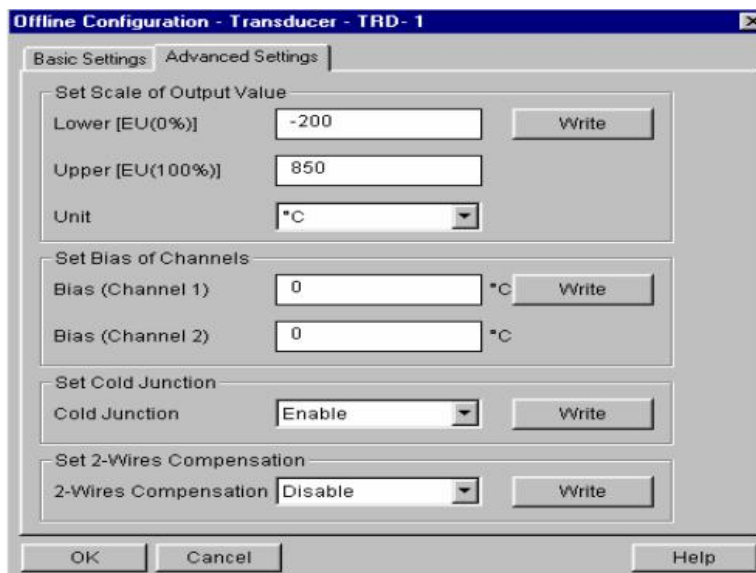 Offline Configuration - Transducer - TRD- 1
Basic Settings Advanced Settings
Set Scale of Output Value
Lower [EU(0%)] -200 Write
Upper [EU(100%)] 850
Unit °C
Set Bias of Channels
Bias (Channel 1) 0 °C Write
Bias (Channel 2) 0 °C
Set Cold Junction
Cold Junction Enable Write
Set 2-Wires Compensation
2-Wires Compensation Disable Write
OK Cancel Help